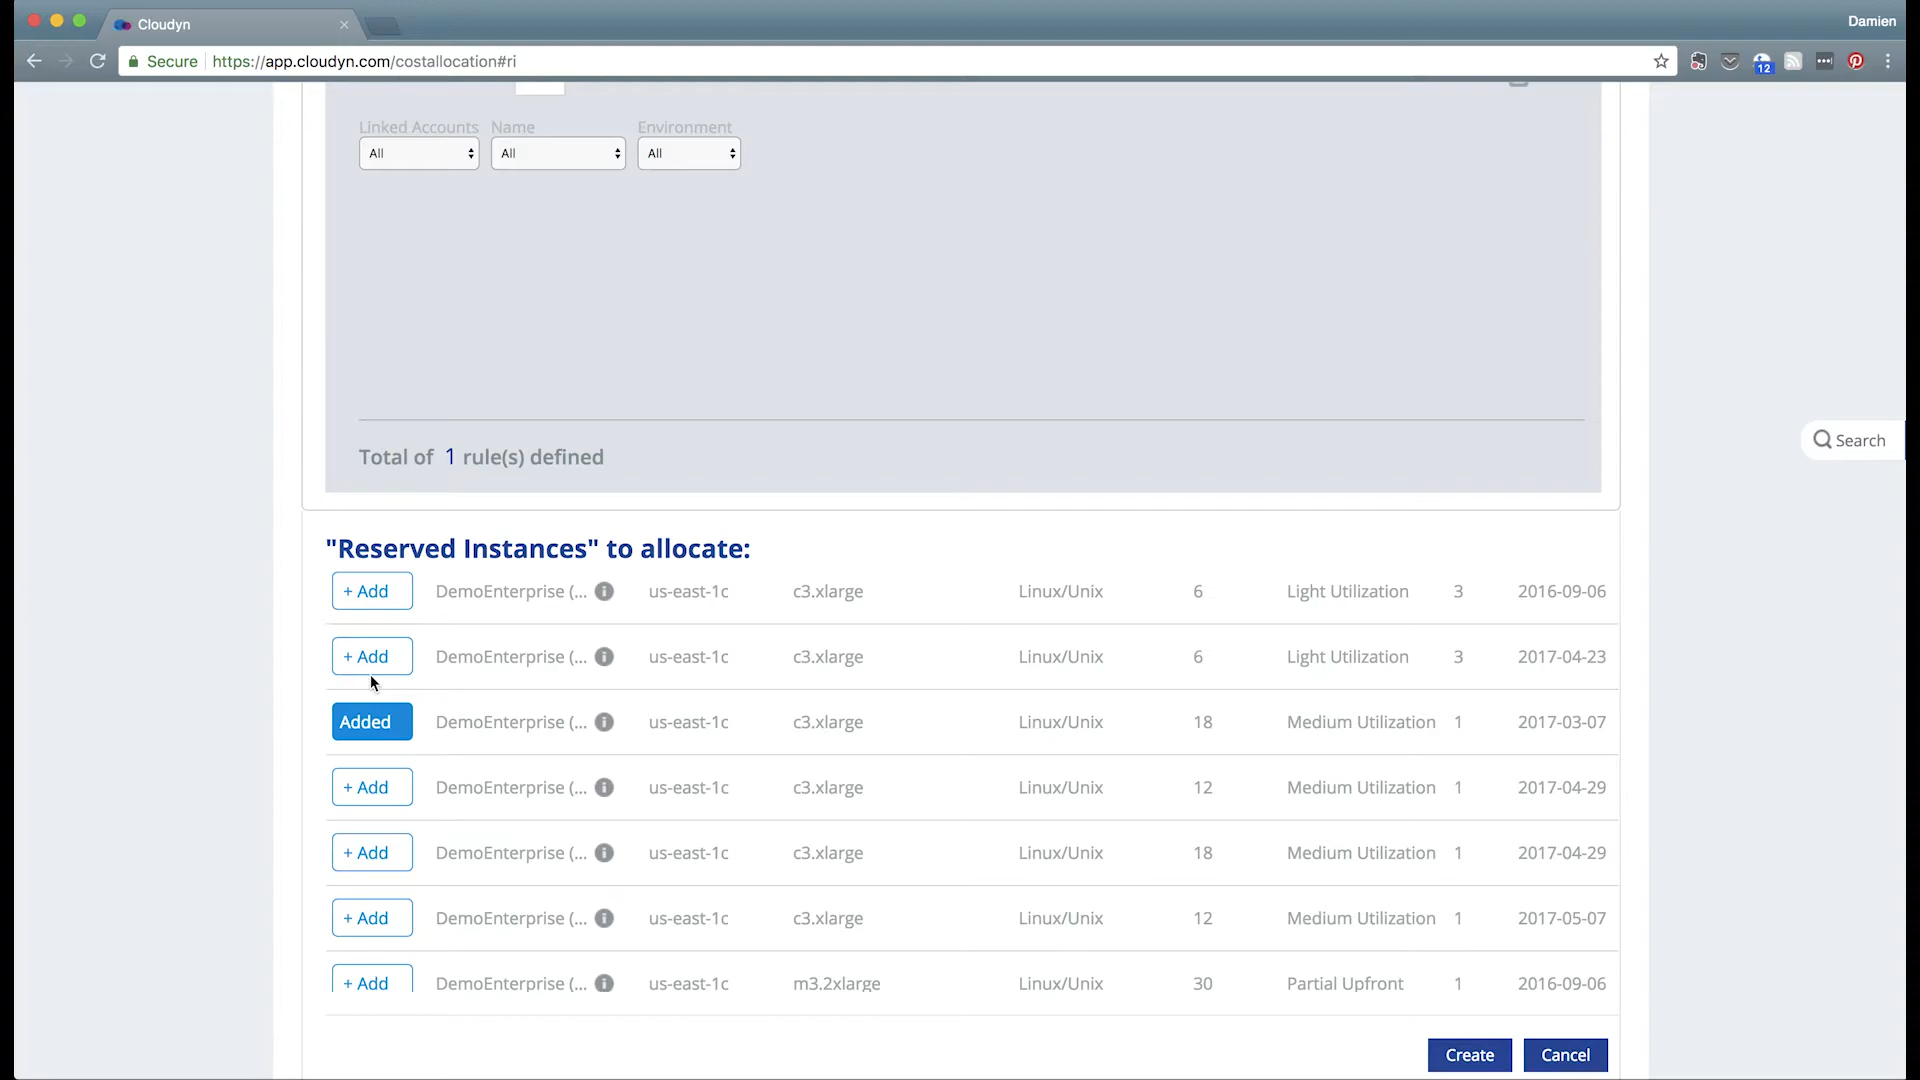 Cloudyn
Damien
Secure https://app.cloudyn.com/costallocation#ri
12
Linked Accounts Name Environment
All All All
Total of 1 rule(s) defined
Search
"Reserved Instances" to allocate:
+ Add DemoEnterprise (... us-east-1c c3.xlarge Linux/Unix 6 Light Utilization 3 2016-09-06
+ Add DemoEnterprise (... us-east-1c c3.xlarge Linux/Unix 6 Light Utilization 3 2017-04-23
Added DemoEnterprise (... us-east-1c c3.xlarge Linux/Unix 18 Medium Utilization 1 2017-03-07
+ Add DemoEnterprise (... us-east-1c c3.xlarge Linux/Unix 12 Medium Utilization 1 2017-04-29
+ Add DemoEnterprise (... us-east-1c c3.xlarge Linux/Unix 18 Medium Utilization 1 2017-04-29
+ Add DemoEnterprise (... us-east-1c c3.xlarge Linux/Unix 12 Medium Utilization 1 2017-05-07
+ Add DemoEnterprise (... us-east-1c m3.2xlarge Linux/Unix 30 Partial Upfront 1 2016-09-06
Create Cancel